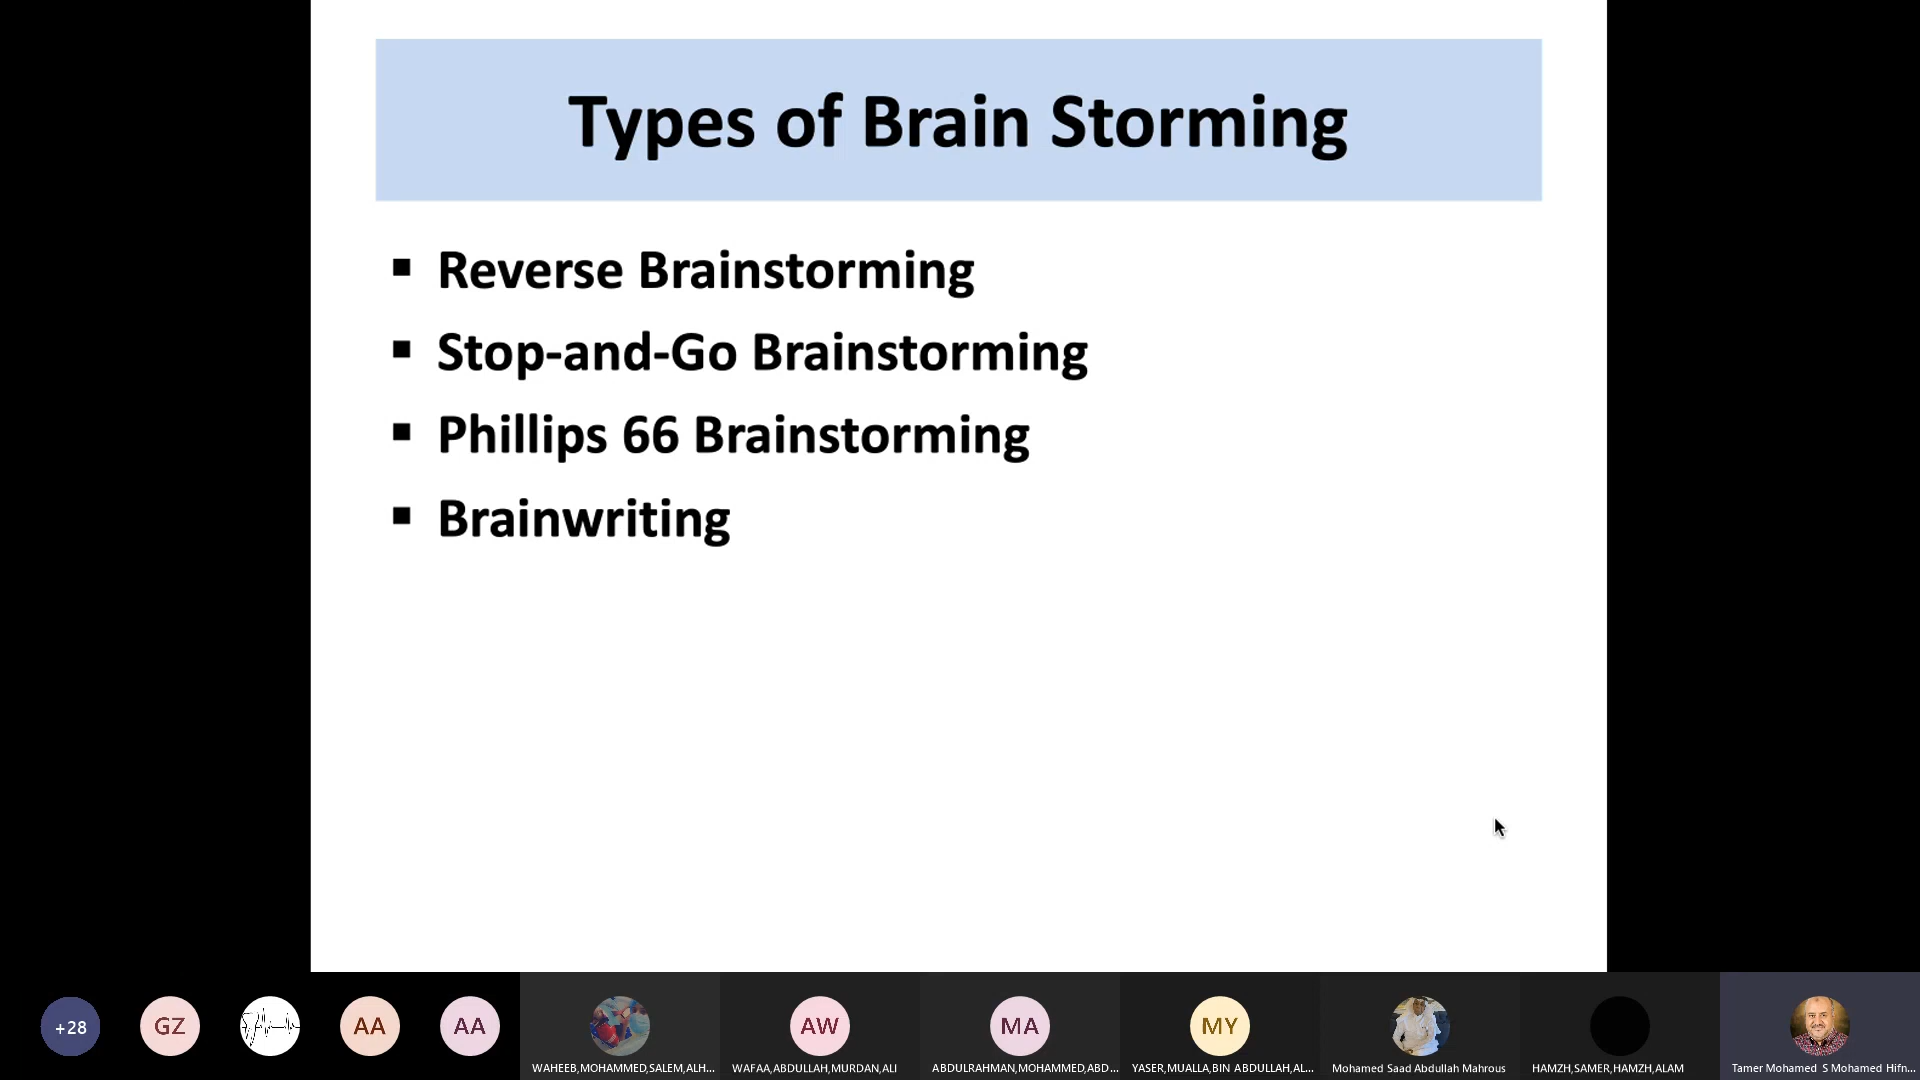 Types of Brain Storming
▪ Reverse Brainstorming
▪ Stop-and-Go Brainstorming
▪ Phillips 66 Brainstorming
▪ Brainwriting
+28
GZ
AA
AA
AW
MA
MY
WAHEEB,MOHAMMED,SALEM,ALH...
WAFAA,ABDULLAH,MURDAN,ALI
ABDULRAHMAN,MOHAMMED,ABD...
YASER,MUALLA,BIN ABDULLAH,AL...
Mohamed Saad Abdullah Mahrous
HAMZH,SAMER,HAMZH,ALAM
Tamer Mohamed S Mohamed Hifn...